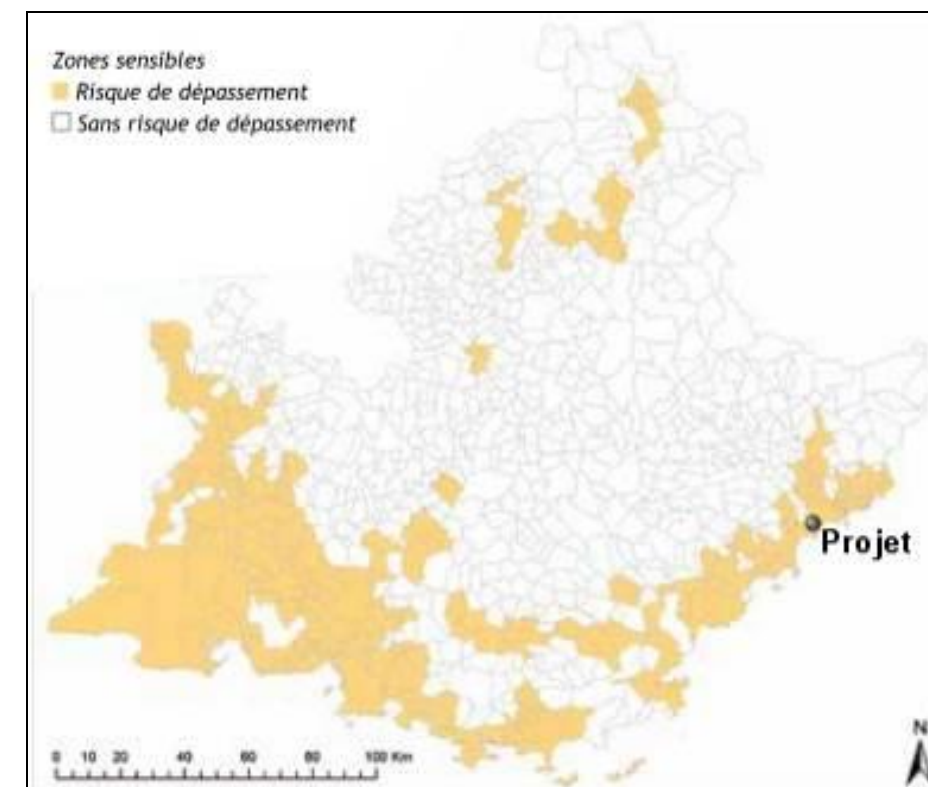 Zones sensibles
Risque de dépassement
Sans risque de dépassement
Projet
N
0 10 20 40 60 80 100 Km